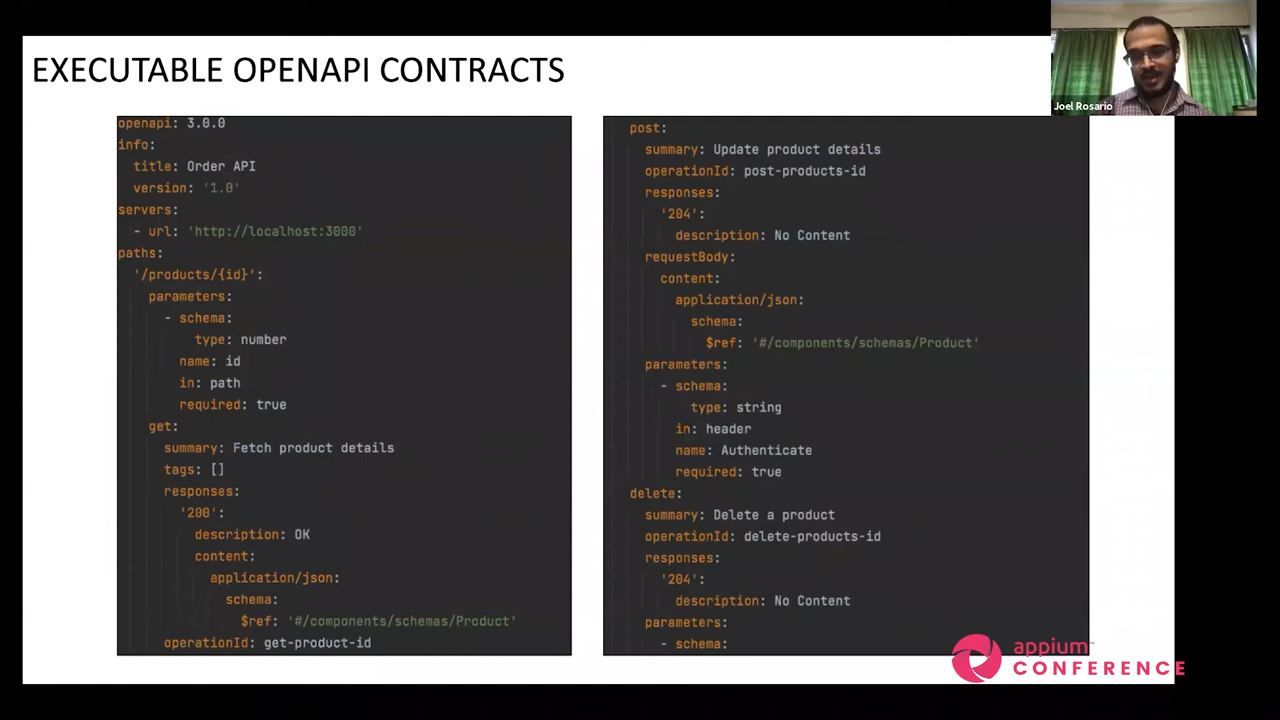 EXECUTABLE OPENAPI CONTRACTS
Joel Rosario
openapi: 3.0.0
info:
  title: Order API
  version: '1.0'
servers:
  - url: 'http://localhost:3000'
paths:
  '/products/{id}':
    parameters:
      - schema:
          type: number
        name: id
        in: path
        required: true
    get:
      summary: Fetch product details
      tags: []
      responses:
        '200':
          description: OK
          content:
            application/json:
              schema:
                $ref: '#/components/schemas/Product'
      operationId: get-product-id
post:
  summary: Update product details
  operationId: post-products-id
  responses:
    '204':
      description: No Content
  requestBody:
    content:
      application/json:
        schema:
          $ref: '#/components/schemas/Product'
  parameters:
    - schema:
        type: string
      in: header
      name: Authenticate
      required: true
delete:
  summary: Delete a product
  operationId: delete-products-id
  responses:
    '204':
      description: No Content
  parameters:
    - schema:
appium™
CONFERENCE